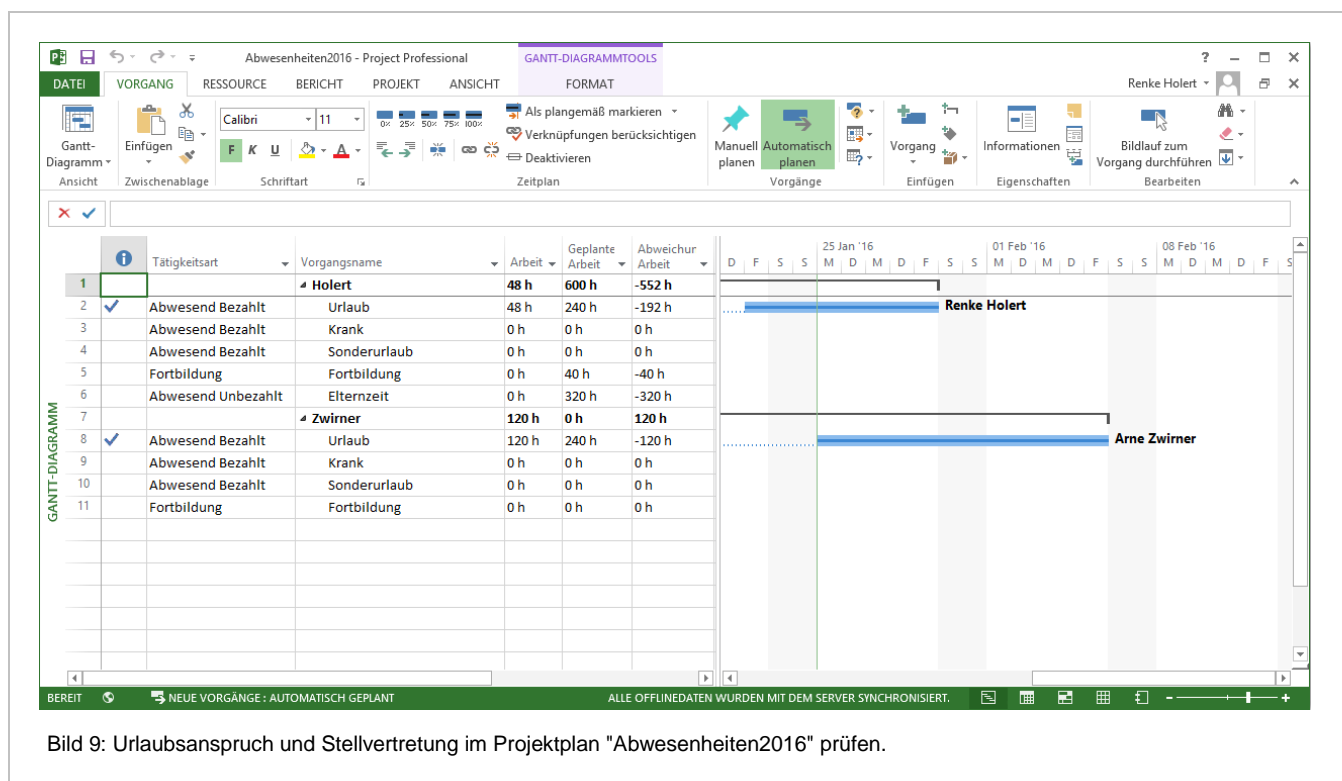 Abwesenheiten2016 - Project Professional
GANTT-DIAGRAMMTOOLS
?
DATEI VORGANG RESSOURCE BERICHT PROJEKT ANSICHT FORMAT Renke Holert
Gantt-
Diagramm
Ansicht
Einfügen
Zwischenablage
Calibri 11
F K U A
Schriftart
0% 25% 50% 75% 100%
Als plangemäß markieren
Verknüpfungen berücksichtigen
Deaktivieren
Zeitplan
Manuell
planen
Automatisch
planen
Vorgänge
Vorgang
Einfügen
Informationen
Eigenschaften
Bildlauf zum
Vorgang durchführen
Bearbeiten
Tätigkeitsart Vorgangsname Arbeit Geplante Arbeit Abweichur Arbeit
25 Jan '16 01 Feb '16 08 Feb '16
D F S S M D M D F S S M D M D F S S M D M D F S
1 Holert 48 h 600 h -552 h
2 Abwesend Bezahlt Urlaub 48 h 240 h -192 h Renke Holert
3 Abwesend Bezahlt Krank 0 h 0 h 0 h
4 Abwesend Bezahlt Sonderurlaub 0 h 0 h 0 h
5 Fortbildung Fortbildung 0 h 40 h -40 h
6 Abwesend Unbezahlt Elternzeit 0 h 320 h -320 h
7 Zwirner 120 h 0 h 120 h
8 Abwesend Bezahlt Urlaub 120 h 240 h -120 h Arne Zwirner
9 Abwesend Bezahlt Krank 0 h 0 h 0 h
10 Abwesend Bezahlt Sonderurlaub 0 h 0 h 0 h
11 Fortbildung Fortbildung 0 h 0 h 0 h
GANTT-DIAGRAMM
BEREIT NEUE VORGÄNGE : AUTOMATISCH GEPLANT ALLE OFFLINEDATEN WURDEN MIT DEM SERVER SYNCHRONISIERT.
Bild 9: Urlaubsanspruch und Stellvertretung im Projektplan "Abwesenheiten2016" prüfen.